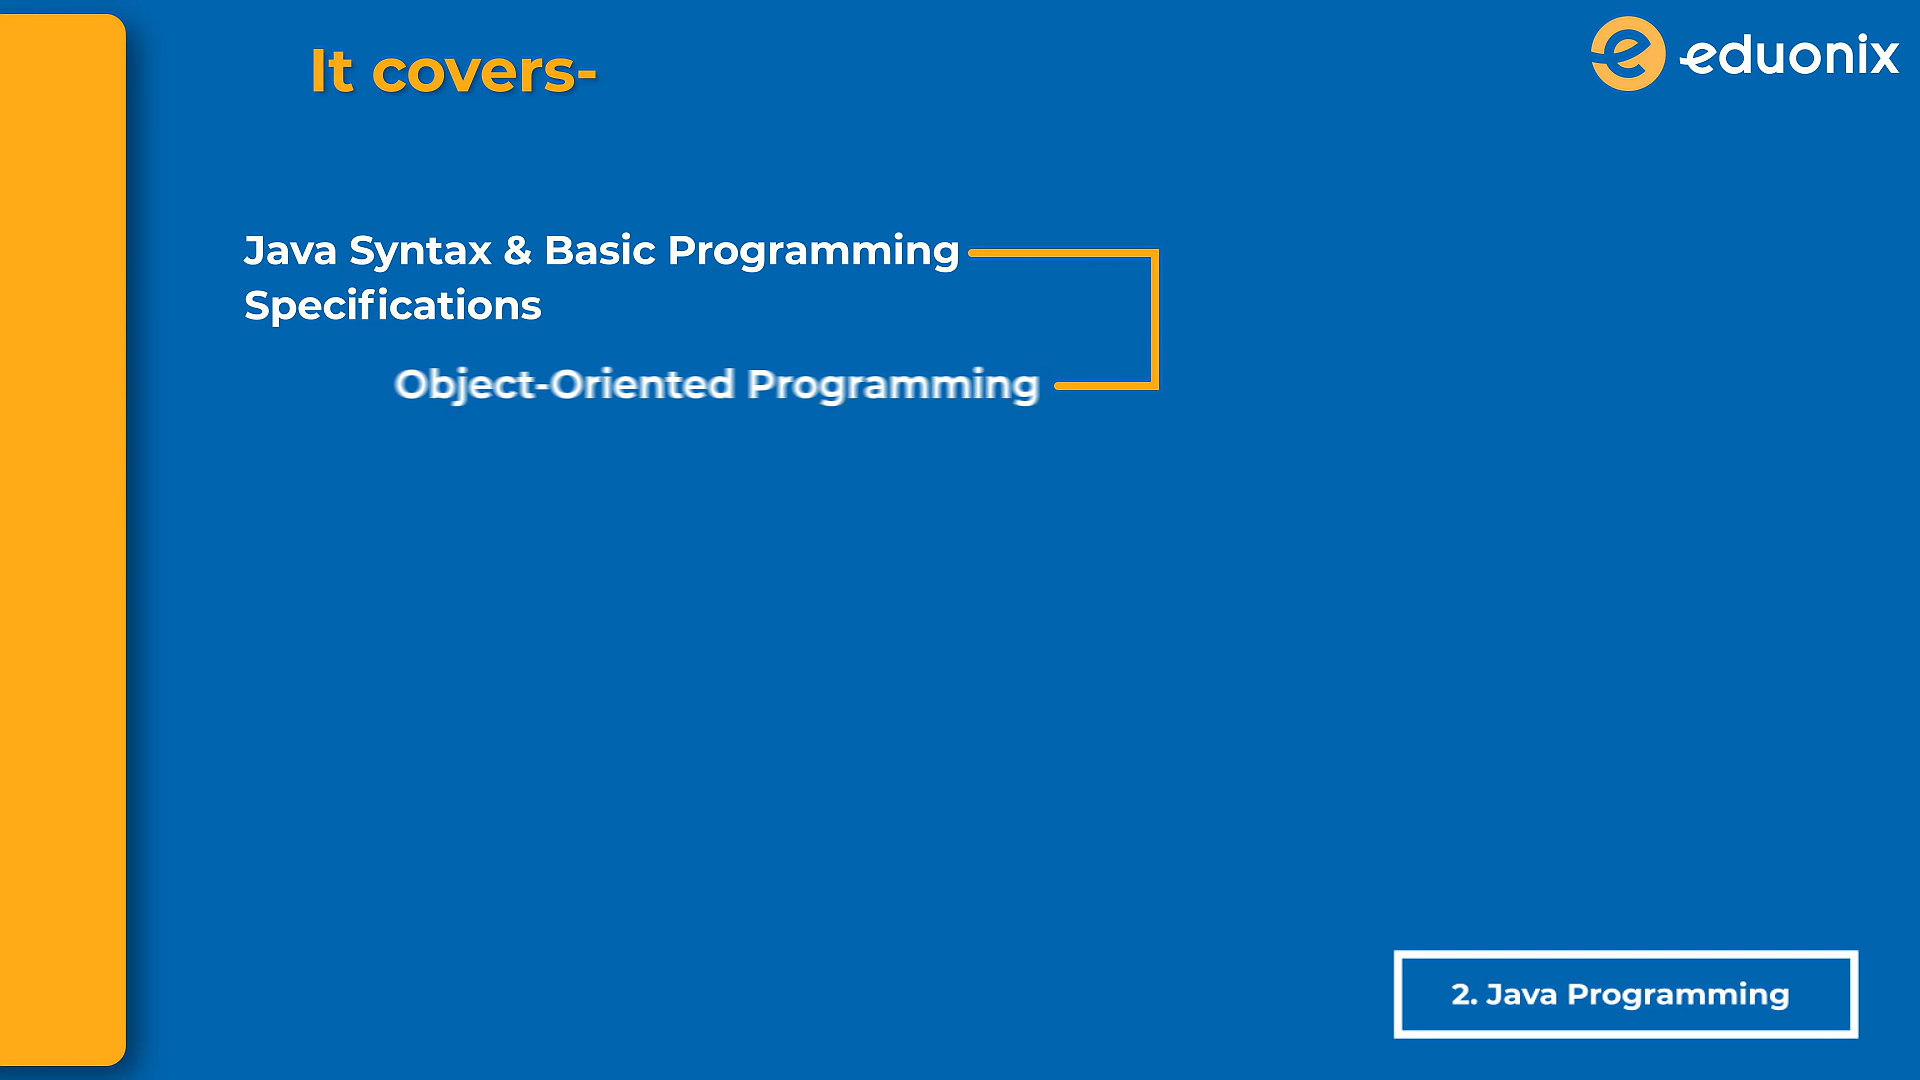 It covers-
eduonix
Java Syntax & Basic Programming
Specifications
Object-Oriented Programming
2. Java Programming